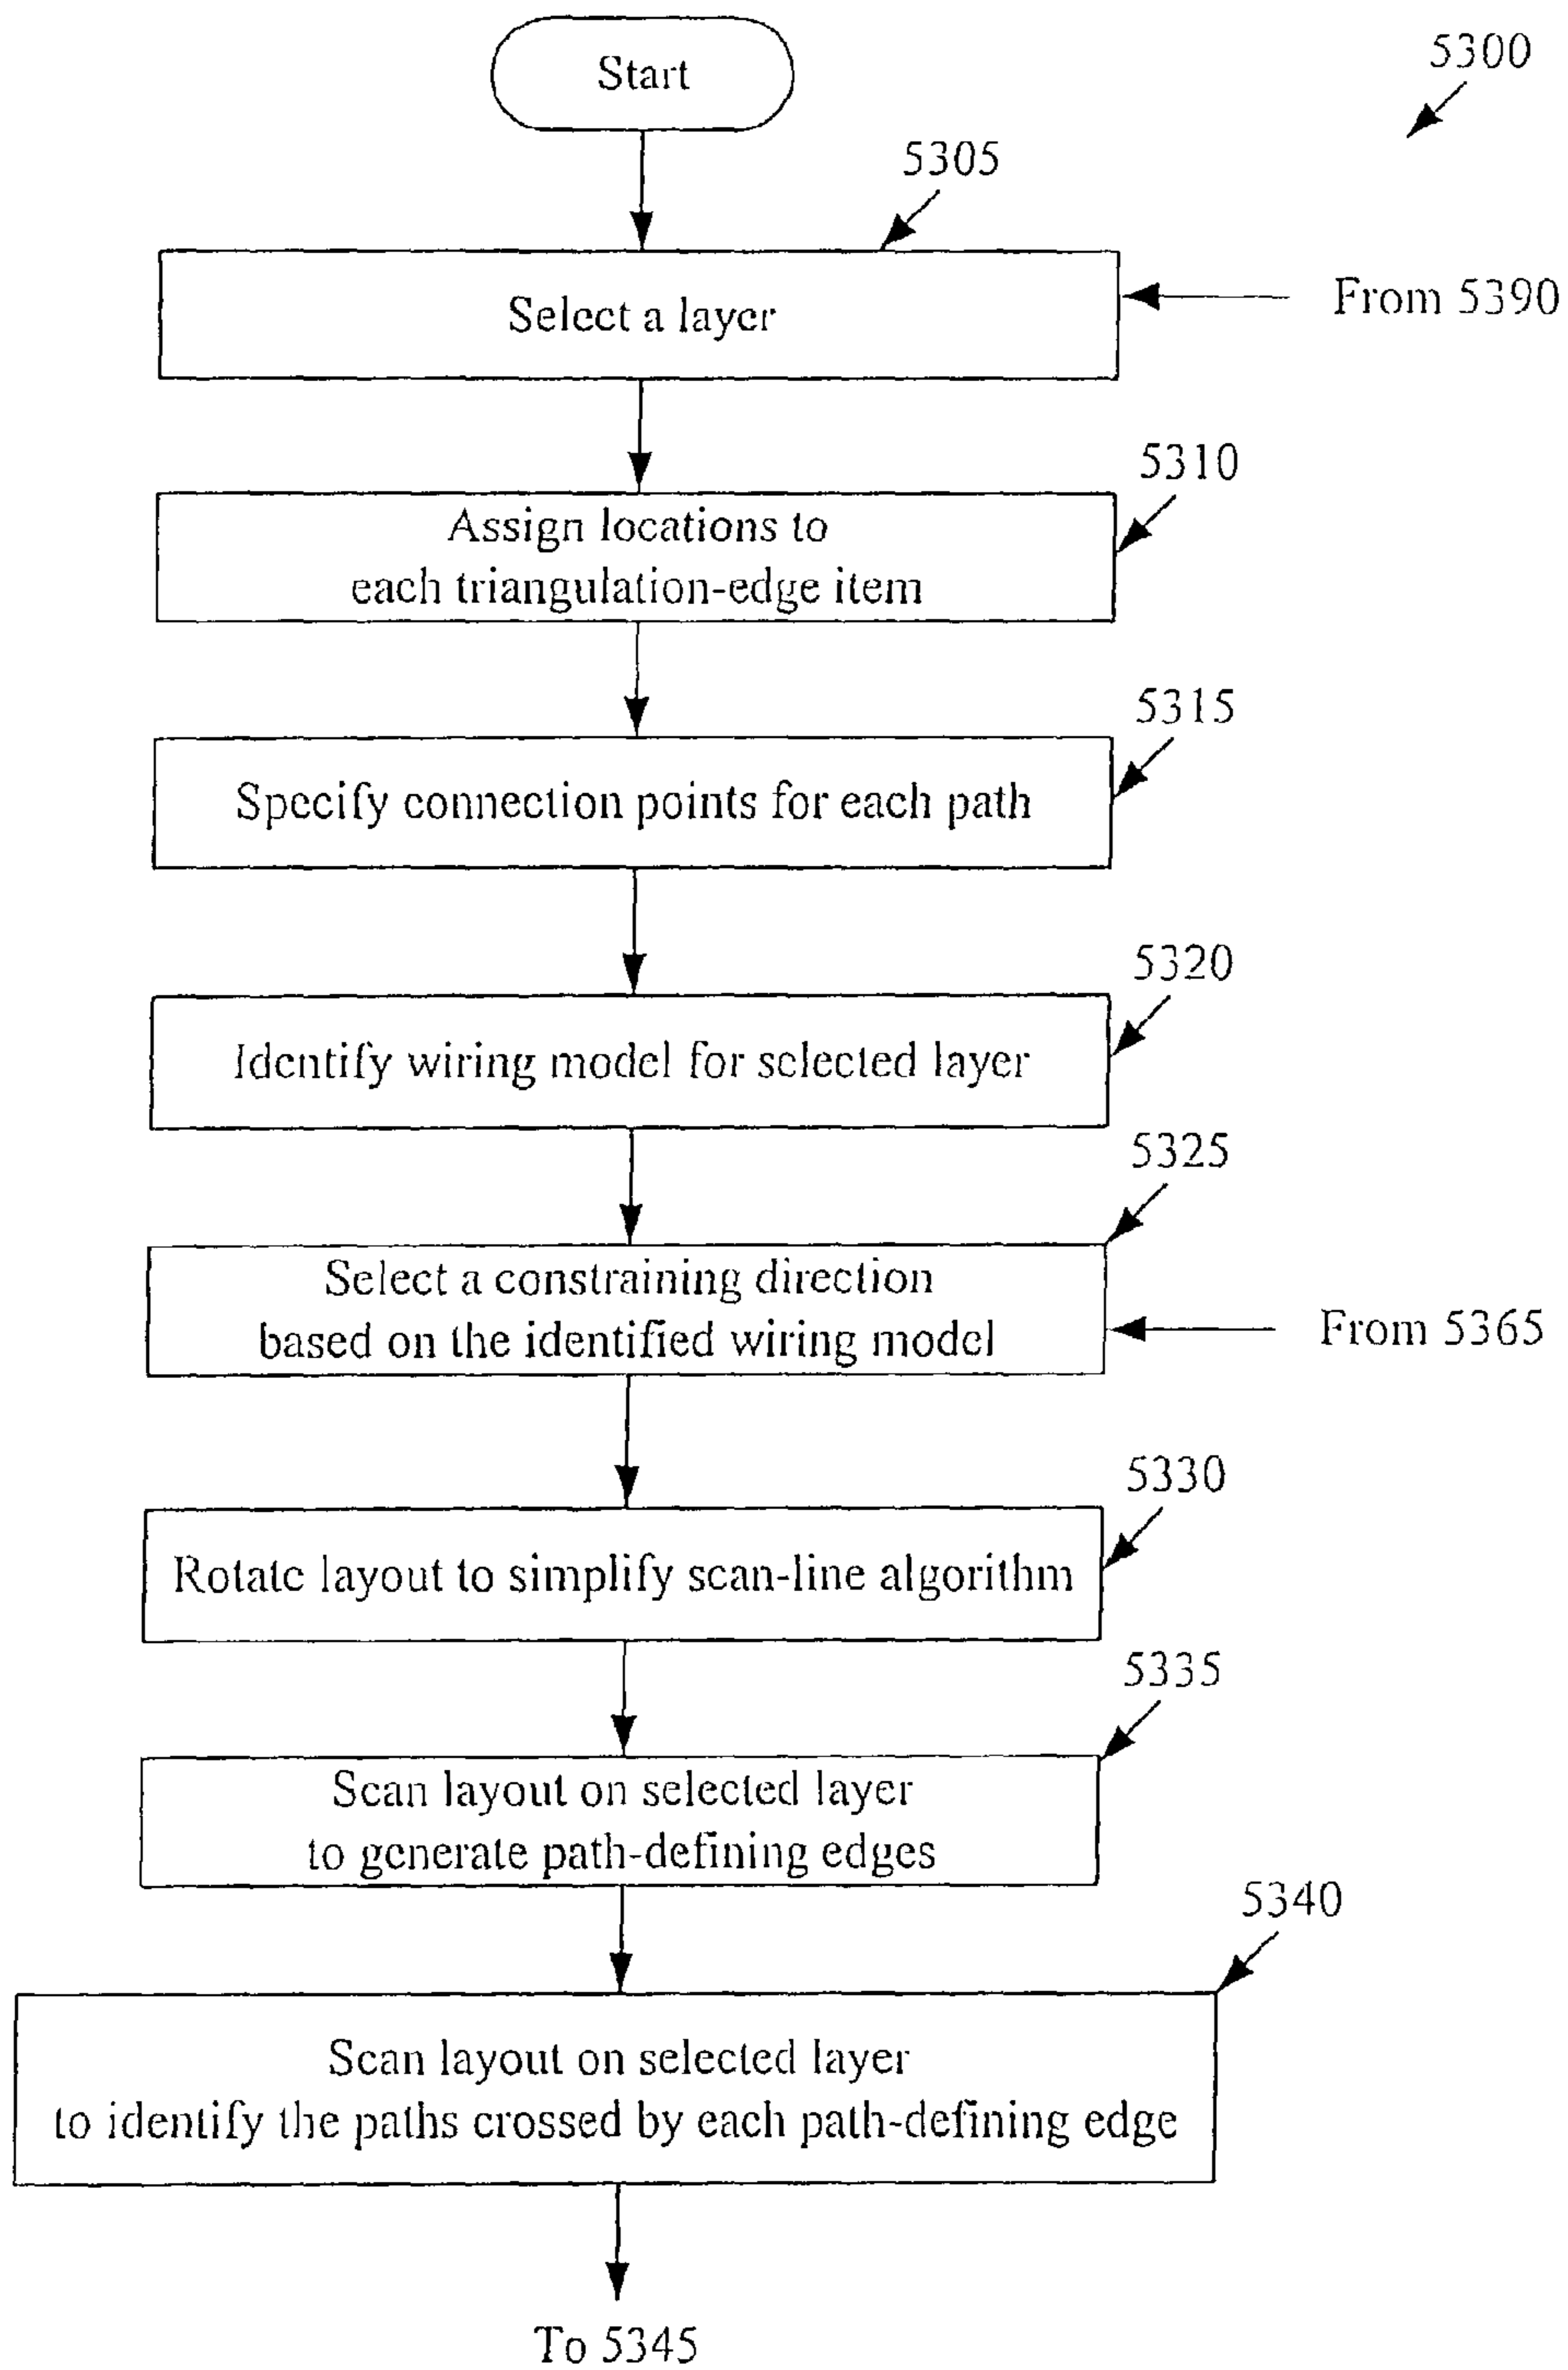 Start
5300
5305
Select a layer
From 5390
5310
Assign locations to
each triangulation-edge item
5315
Specify connection points for each path
5320
Identify wiring model for selected layer
5325
Select a constraining direction
based on the identified wiring model
From 5365
5330
Rotate layout to simplify scan-line algorithm
5335
Scan layout on selected layer
to generate path-defining edges
5340
Scan layout on selected layer
to identify the paths crossed by each path-defining edge
To 5345